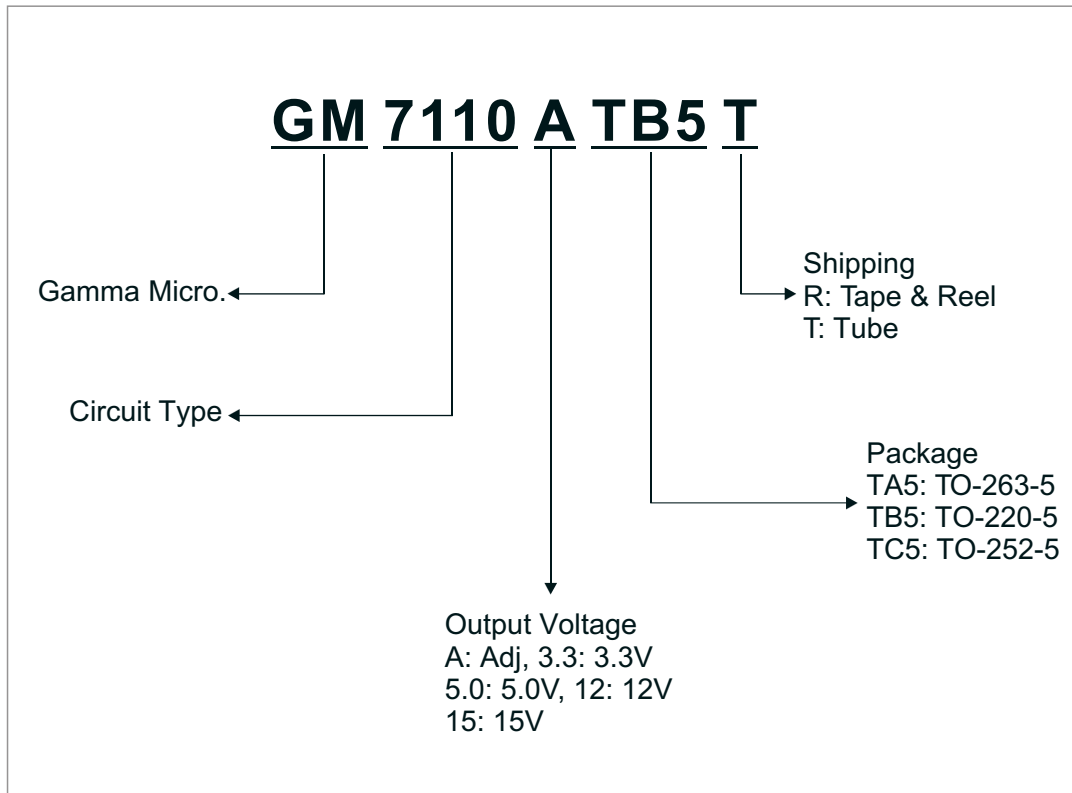 GM 7110 A TB5 T
Gamma Micro.
Shipping
R: Tape & Reel
T: Tube
Circuit Type
Package
TA5: TO-263-5
TB5: TO-220-5
TC5: TO-252-5
Output Voltage
A: Adj, 3.3: 3.3V
5.0: 5.0V, 12: 12V
15: 15V